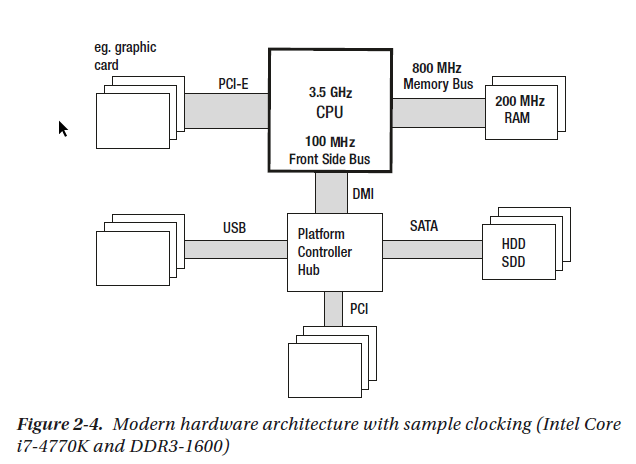 eg. graphic
card
PCI-E
3.5 GHz
CPU
100 MHz
Front Side Bus
800 MHz
Memory Bus
200 MHz
RAM
DMI
USB
Platform
Controller
Hub
SATA
HDD
SDD
PCI
Figure 2-4. Modern hardware architecture with sample clocking (Intel Core
i7-4770K and DDR3-1600)